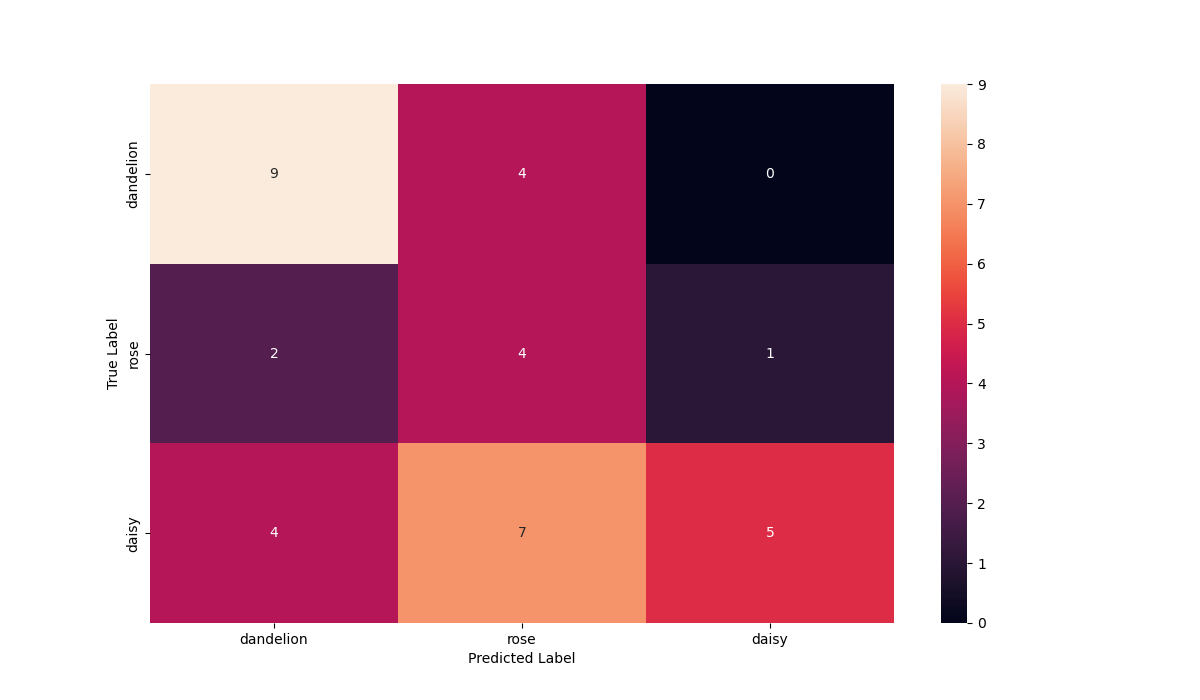 dandelion
9 4 0
rose
2 4 1
daisy
4 7 5
True Label
dandelion rose daisy
Predicted Label
9
8
7
6
5
4
3
2
1
0